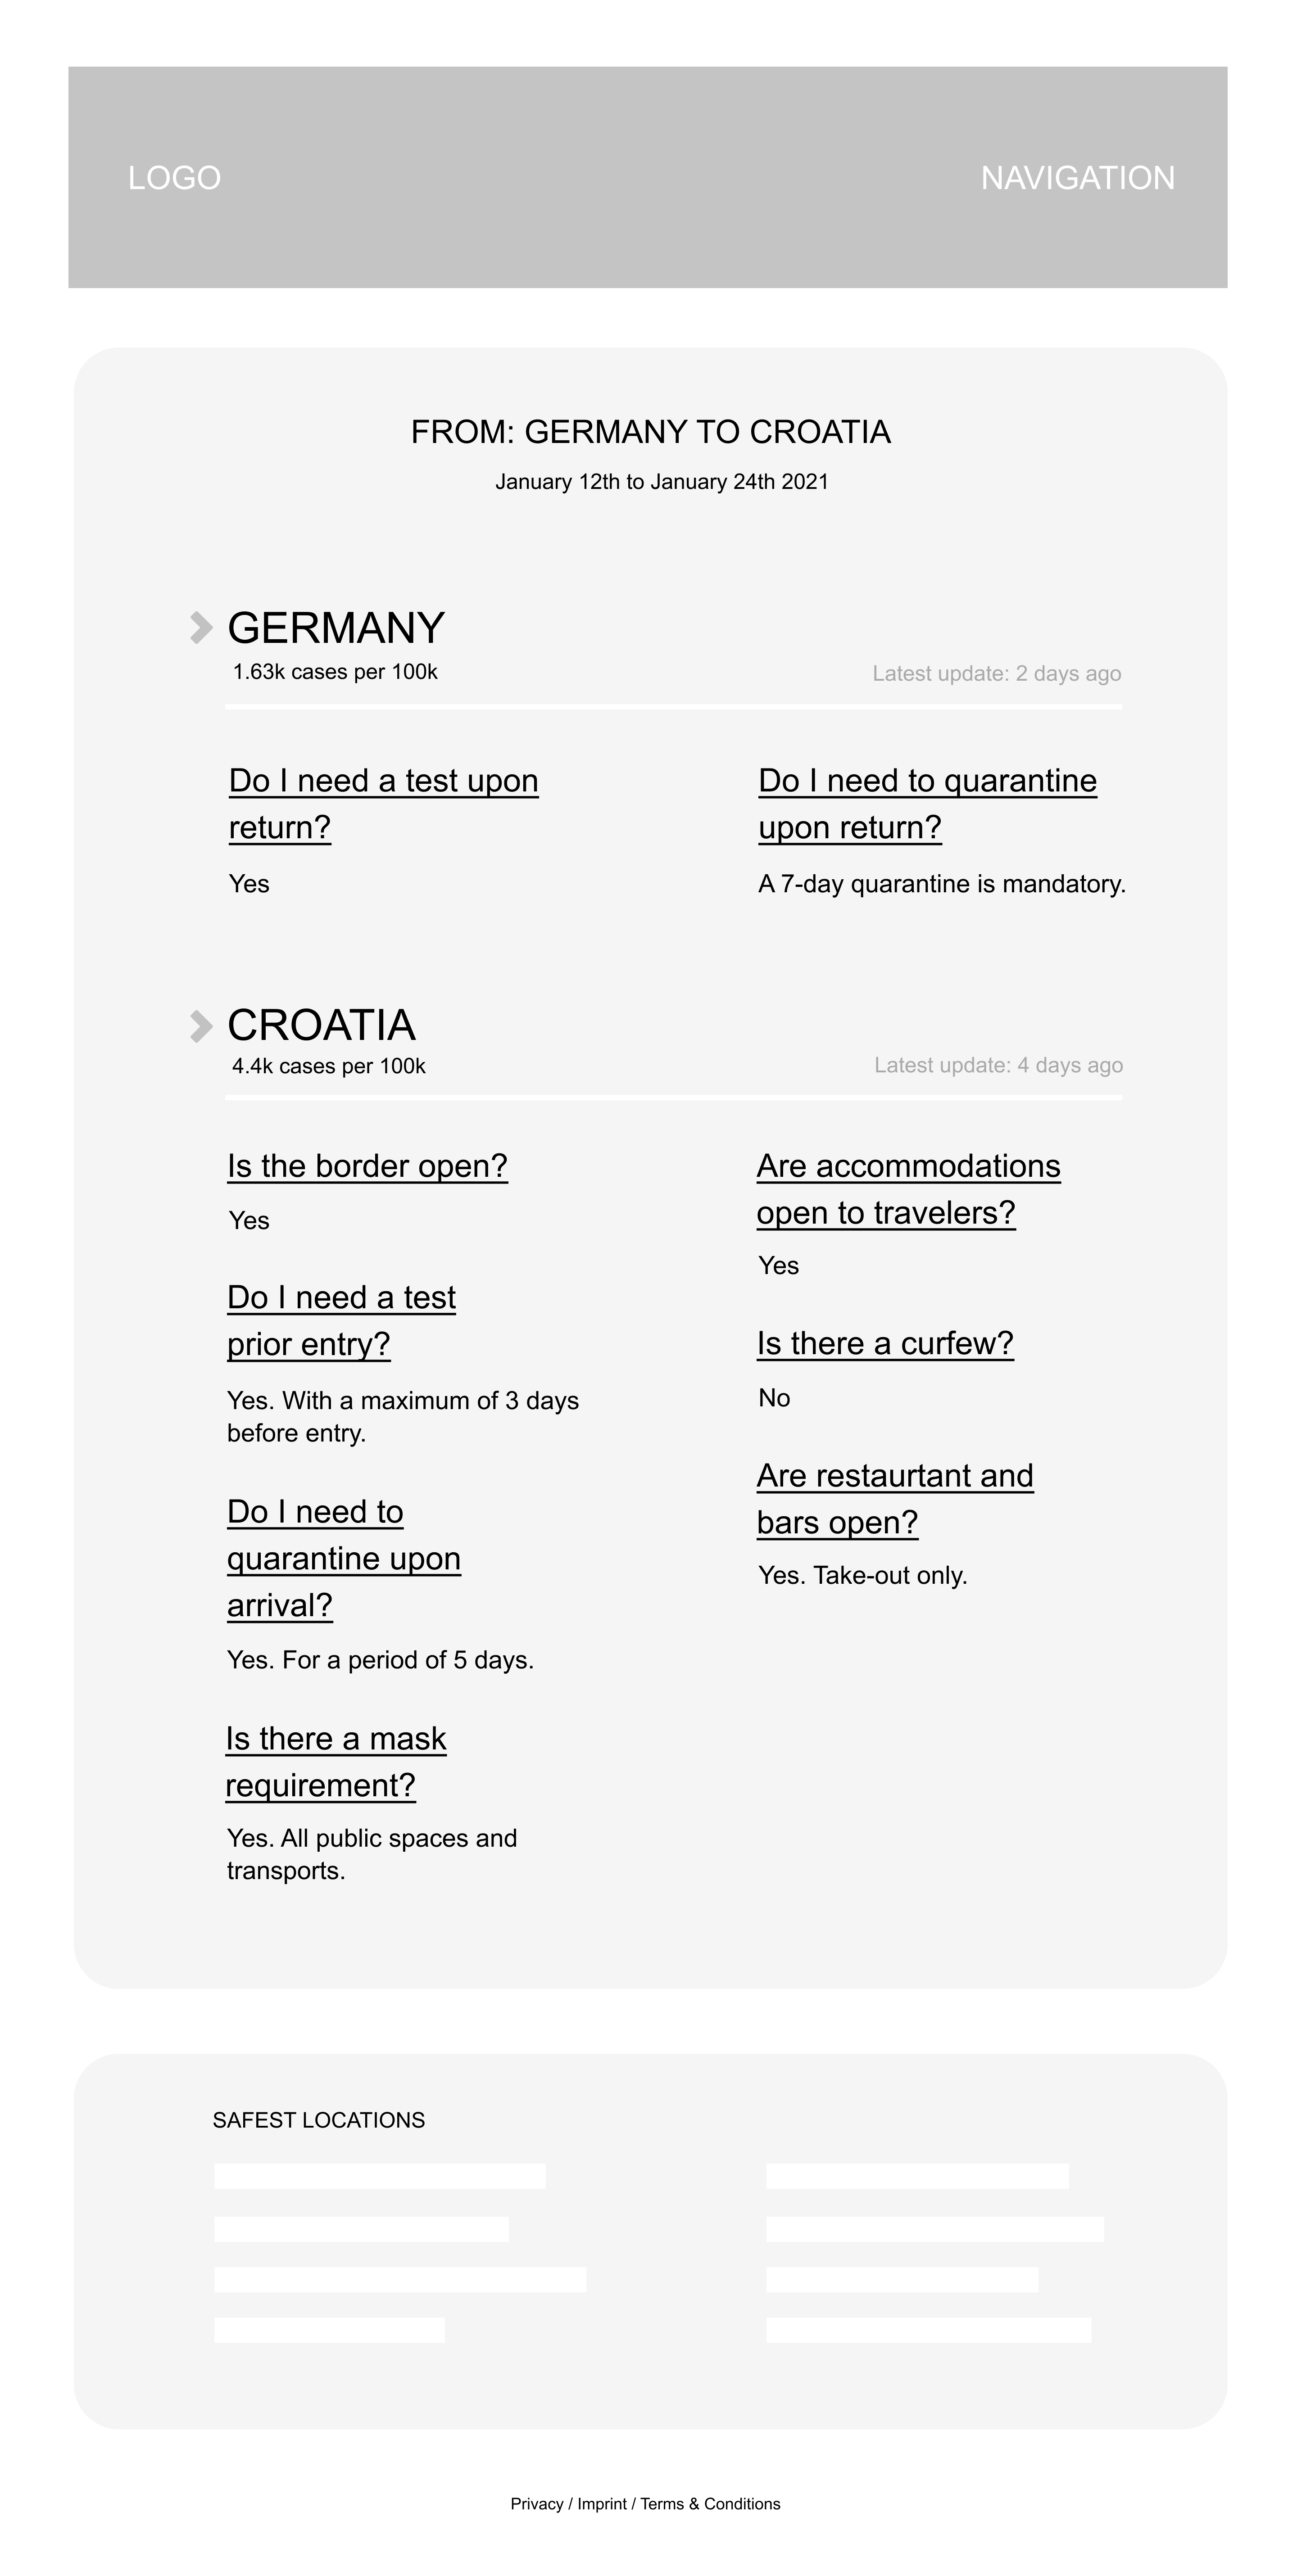 LOGO
NAVIGATION
FROM: GERMANY TO CROATIA
January 12th to January 24th 2021
GERMANY
1.63k cases per 100k
Latest update: 2 days ago
Do I need a test upon
return?
Yes
Do I need to quarantine
upon return?
A 7-day quarantine is mandatory.
CROATIA
4.4k cases per 100k
Latest update: 4 days ago
Is the border open?
Yes
Do I need a test
prior entry?
Yes. With a maximum of 3 days
before entry.
Do I need to
quarantine upon
arrival?
Yes. For a period of 5 days.
Is there a mask
requirement?
Yes. All public spaces and
transports.
Are accommodations
open to travelers?
Yes
Is there a curfew?
No
Are restaurtant and
bars open?
Yes. Take-out only.
SAFEST LOCATIONS
Privacy / Imprint / Terms & Conditions